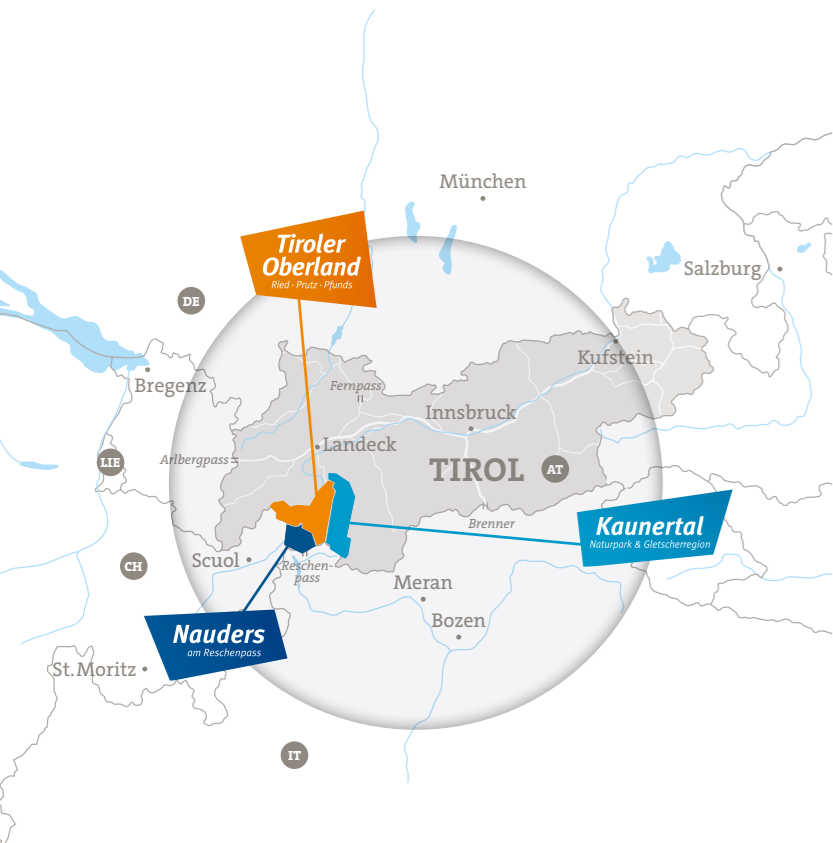 München
Tiroler
Oberland
Ried · Prutz · Pfunds
Salzburg
DE
Kufstein
Bregenz
Fernpass
Innsbruck
Landeck
LIE
Arlbergpass
TIROL
AT
Brenner
Kaunertal
Naturpark & Gletscherregion
CH
Scuol
Reschen-
pass
Meran
Nauders
am Reschenpass
Bozen
St. Moritz
IT